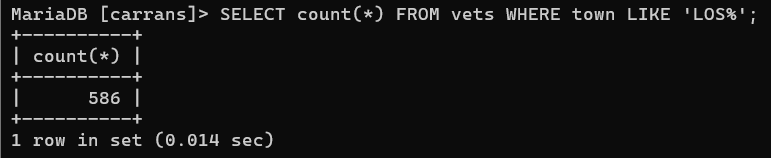 MariaDB [carrans]> SELECT count(*) FROM vets WHERE town LIKE 'LOS%';
+----------+
| count(*) |
+----------+
|      586 |
+----------+
1 row in set (0.014 sec)